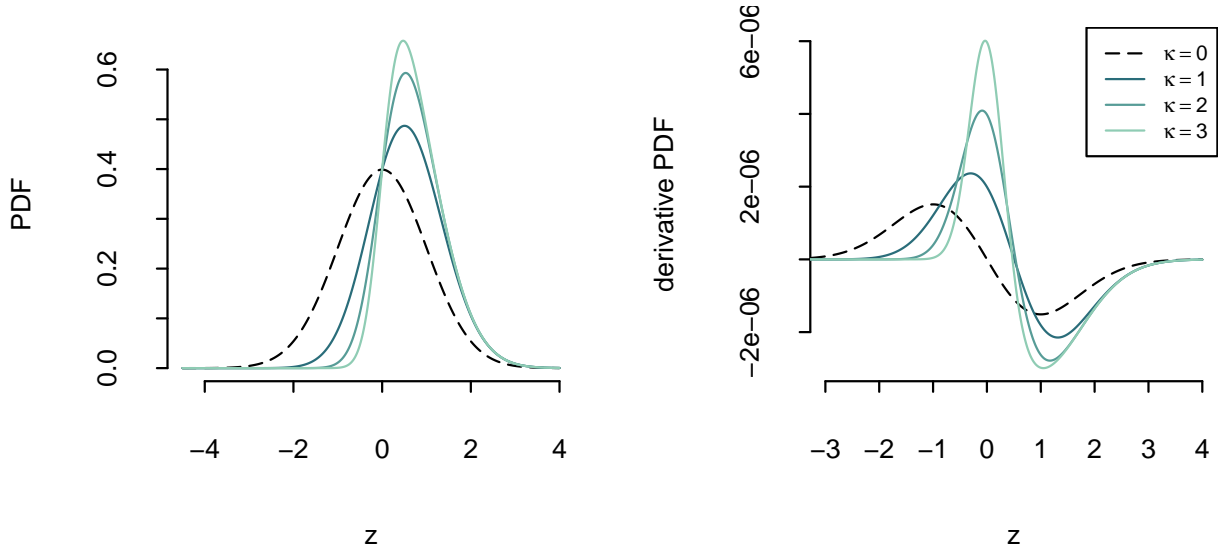 PDF
0.0
0.2
0.4
0.6
−4
−2
0
2
4
z
derivative PDF
−2e−06
2e−06
6e−06
−3
−2
−1
0
1
2
3
4
z
κ = 0
κ = 1
κ = 2
κ = 3